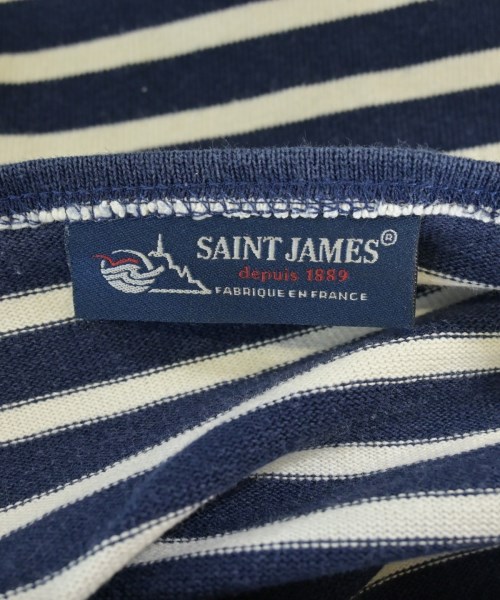 SAINT JAMES®
depuis 1889
FABRIQUE EN FRANCE